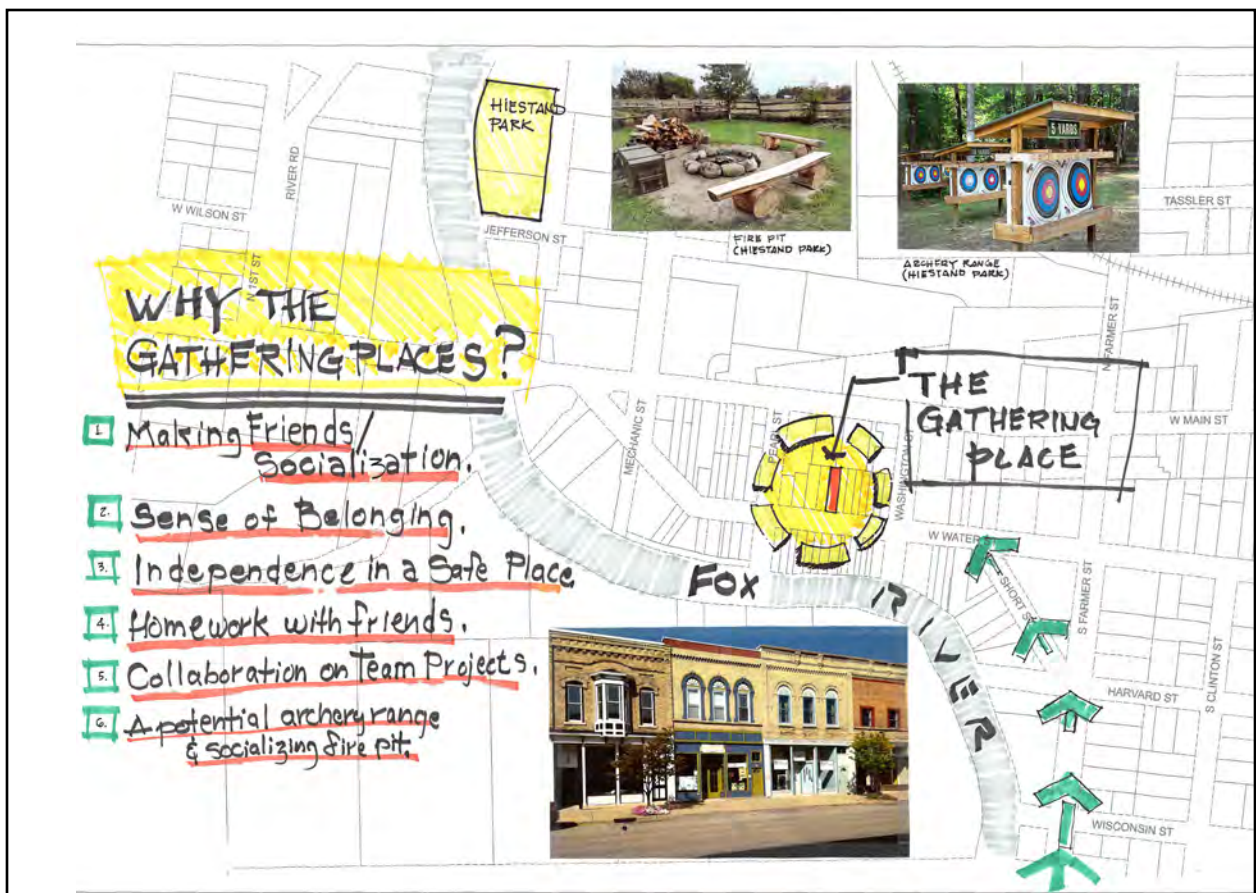 HIESTAND
PARK
5 YARDS
RIVER RD
W WILSON ST
TASSLER ST
JEFFERSON ST
FIRE PIT
(HIESTAND PARK)
ARCHERY RANGE
(HIESTAND PARK)
N 1ST ST
WHY THE
GATHERING PLACES?
N FARMER ST
THE
GATHERING
PLACE
W MAIN ST
MECHANIC ST
PEARL ST
WASHINGTON
1. Making Friends/
Socialization.
2. Sense of Belonging.
3. Independence in a Safe Place
4. Homework with friends.
5. Collaboration on Team Projects.
6. A potential archery range
& socializing fire pit.
W WATER
SHORT S
S FARMER ST
FOX RIVER
HARVARD ST
S CLINTON ST
WISCONSIN ST